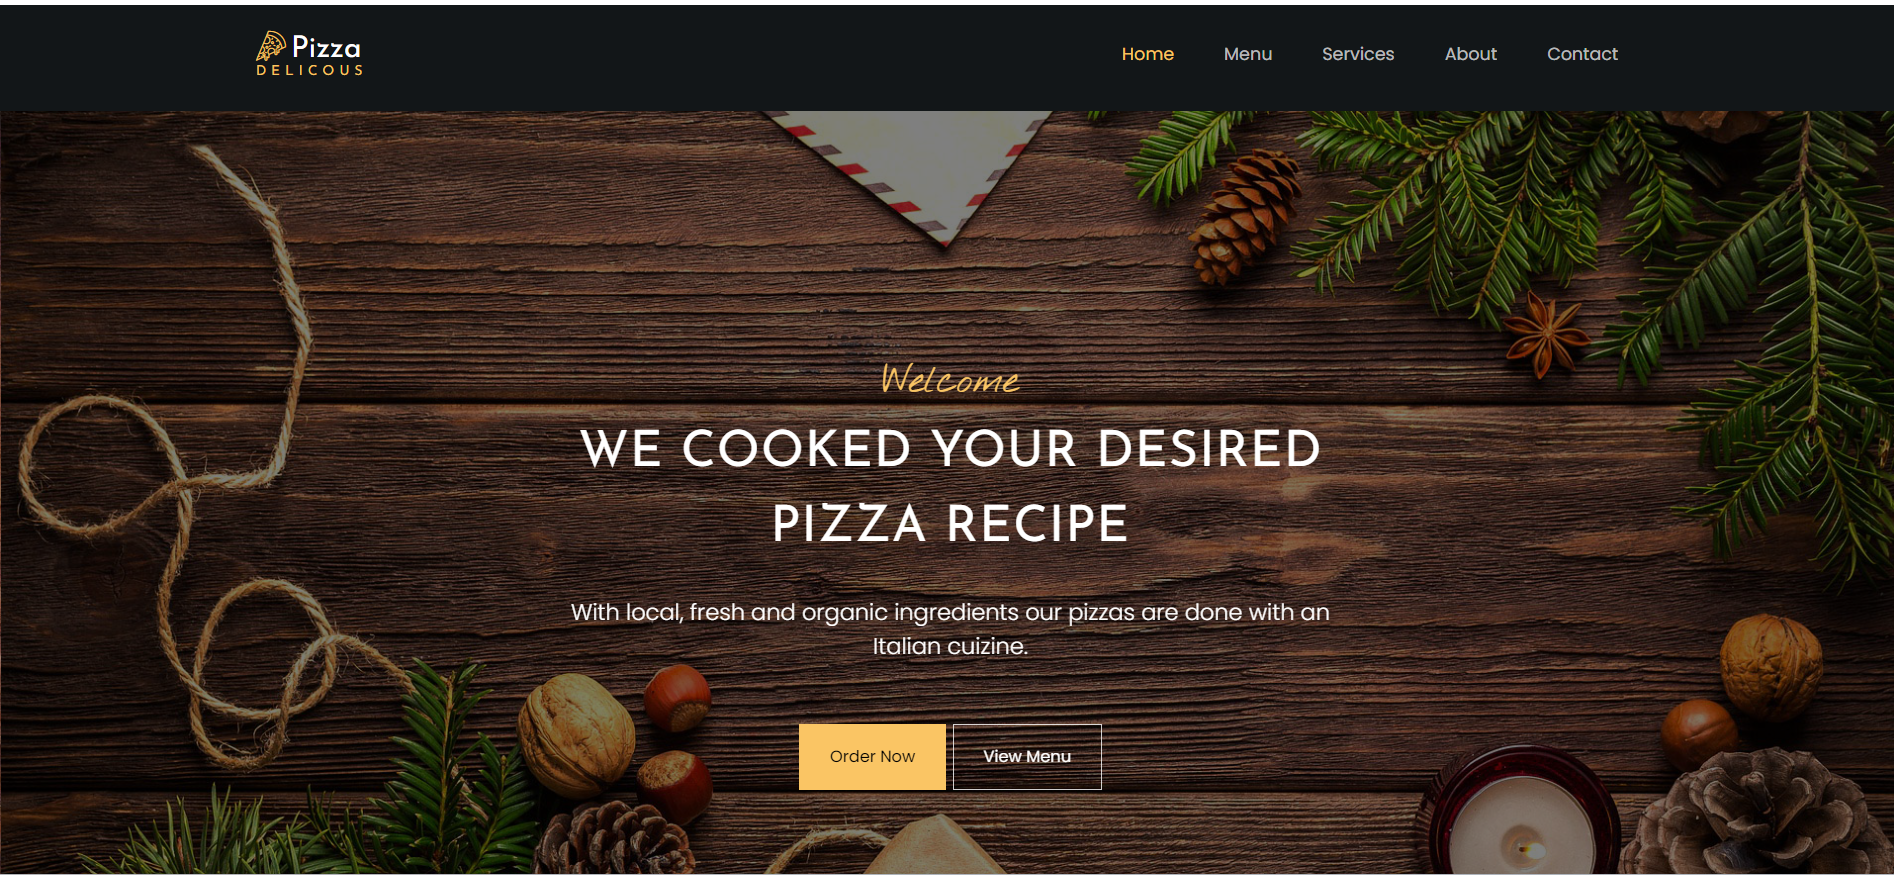 Pizza
DELICOUS
Home Menu Services About Contact
Welcome
WE COOKED YOUR DESIRED
PIZZA RECIPE
With local, fresh and organic ingredients our pizzas are done with an
Italian cuizine.
Order Now View Menu